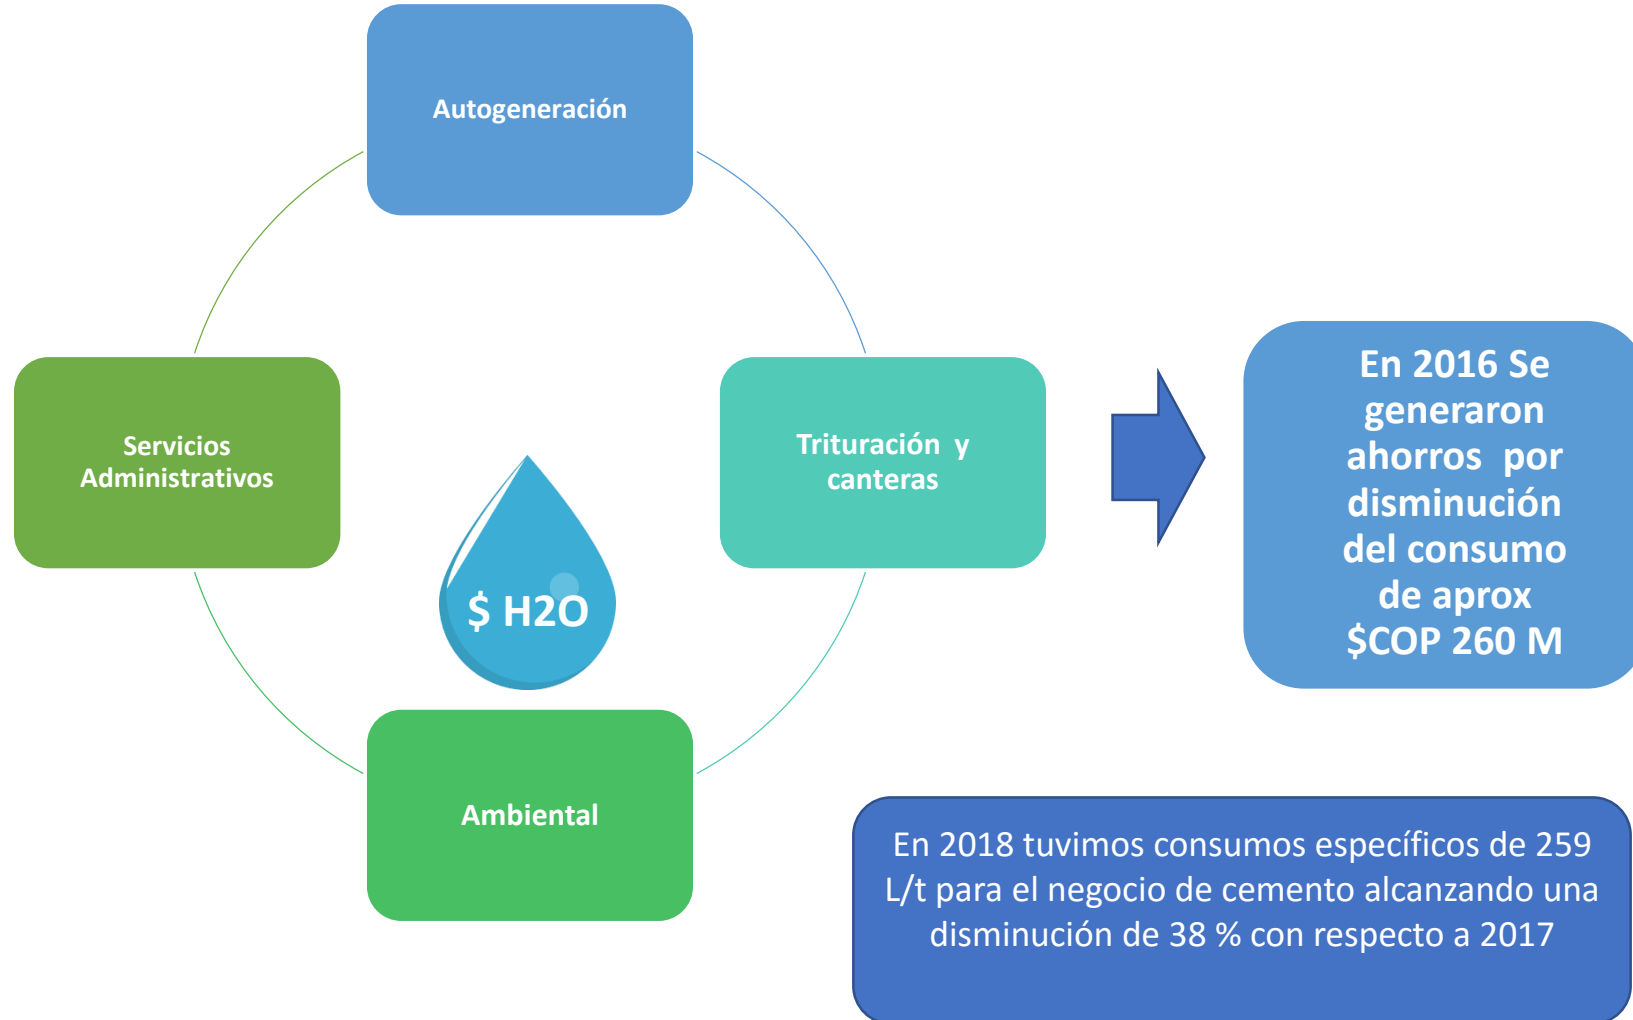 Autogeneración
Servicios
Administrativos
Trituración y
canteras
$ H2O
Ambiental
En 2016 Se
generaron
ahorros por
disminución
del consumo
de aprox
$COP 260 M
En 2018 tuvimos consumos específicos de 259
L/t para el negocio de cemento alcanzando una
disminución de 38 % con respecto a 2017